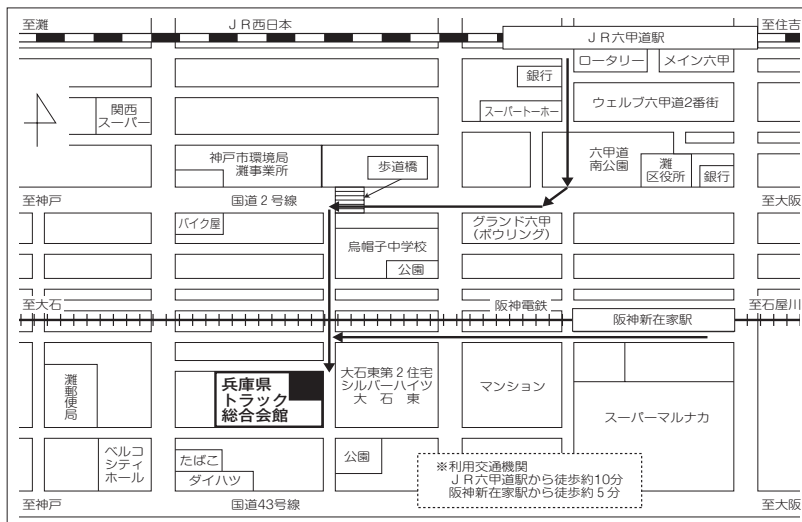 至灘
ＪＲ西日本
ＪＲ六甲道駅
至住吉
ロータリー
メイン六甲
銀行
関西
スーパー
スーパートーホー
ウェルブ六甲道2番街
神戸市環境局
灘事業所
歩道橋
六甲道
南公園
灘
区役所
銀行
至神戸
国道２号線
至大阪
バイク屋
グランド六甲
（ボウリング）
烏帽子中学校
公園
至大石
阪神電鉄
至石屋川
阪神新在家駅
灘
郵
便
局
兵庫県
トラック
総合会館
大石東第２住宅
シルバーハイツ
大石東
マンション
スーパーマルナカ
ベルコ
シティ
ホール
たばこ
ダイハツ
公園
※利用交通機関
ＪＲ六甲道駅から徒歩約10分
阪神新在家駅から徒歩約５分
至神戸
国道43号線
至大阪